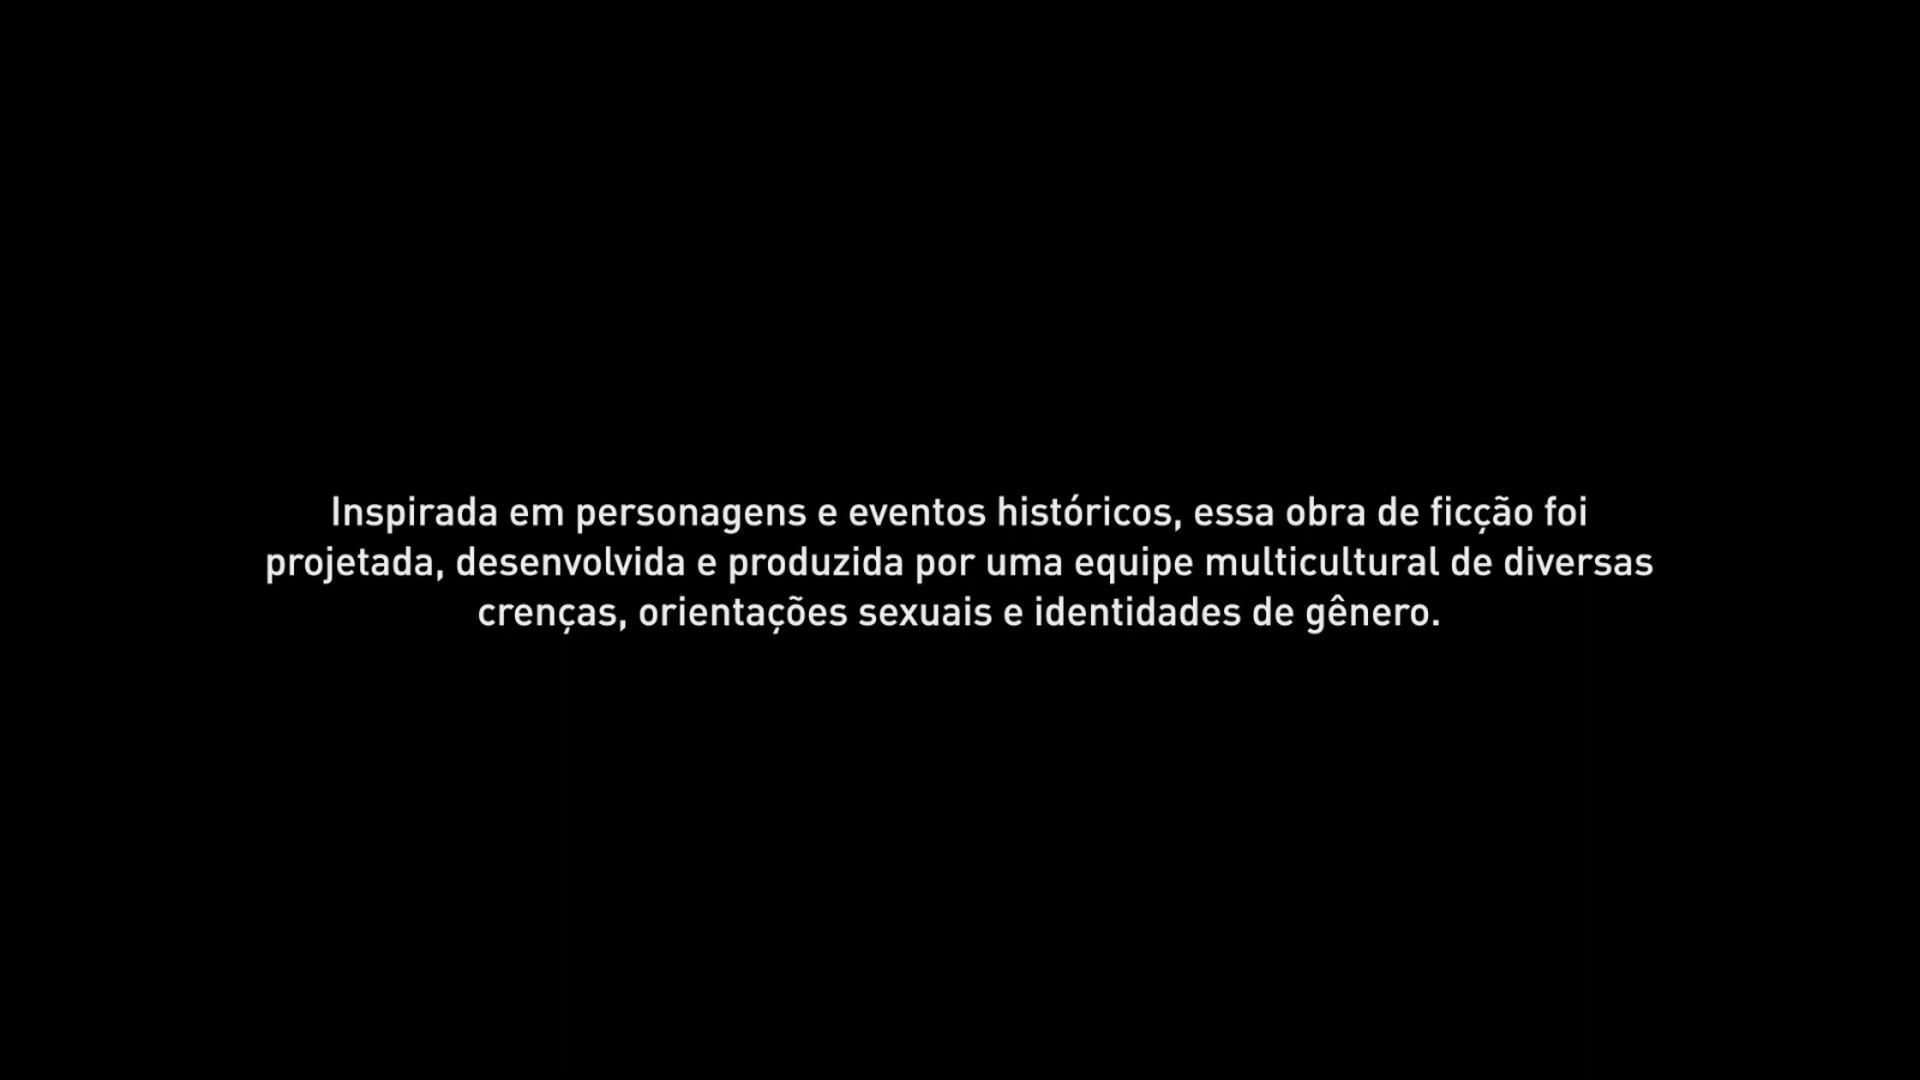 Inspirada em personagens e eventos históricos, essa obra de ficção foi
projetada, desenvolvida e produzida por uma equipe multicultural de diversas
crenças, orientações sexuais e identidades de gênero.